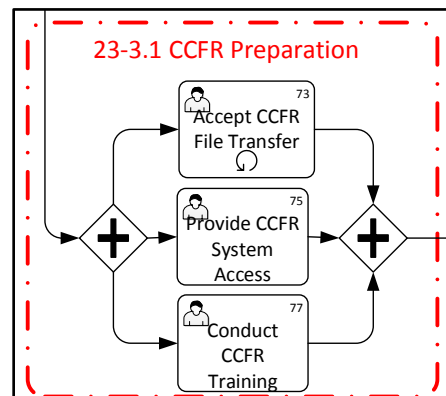 23-3.1 CCFR Preparation
73
Accept CCFR
File Transfer
75
Provide CCFR
System
Access
77
Conduct
CCFR
Training